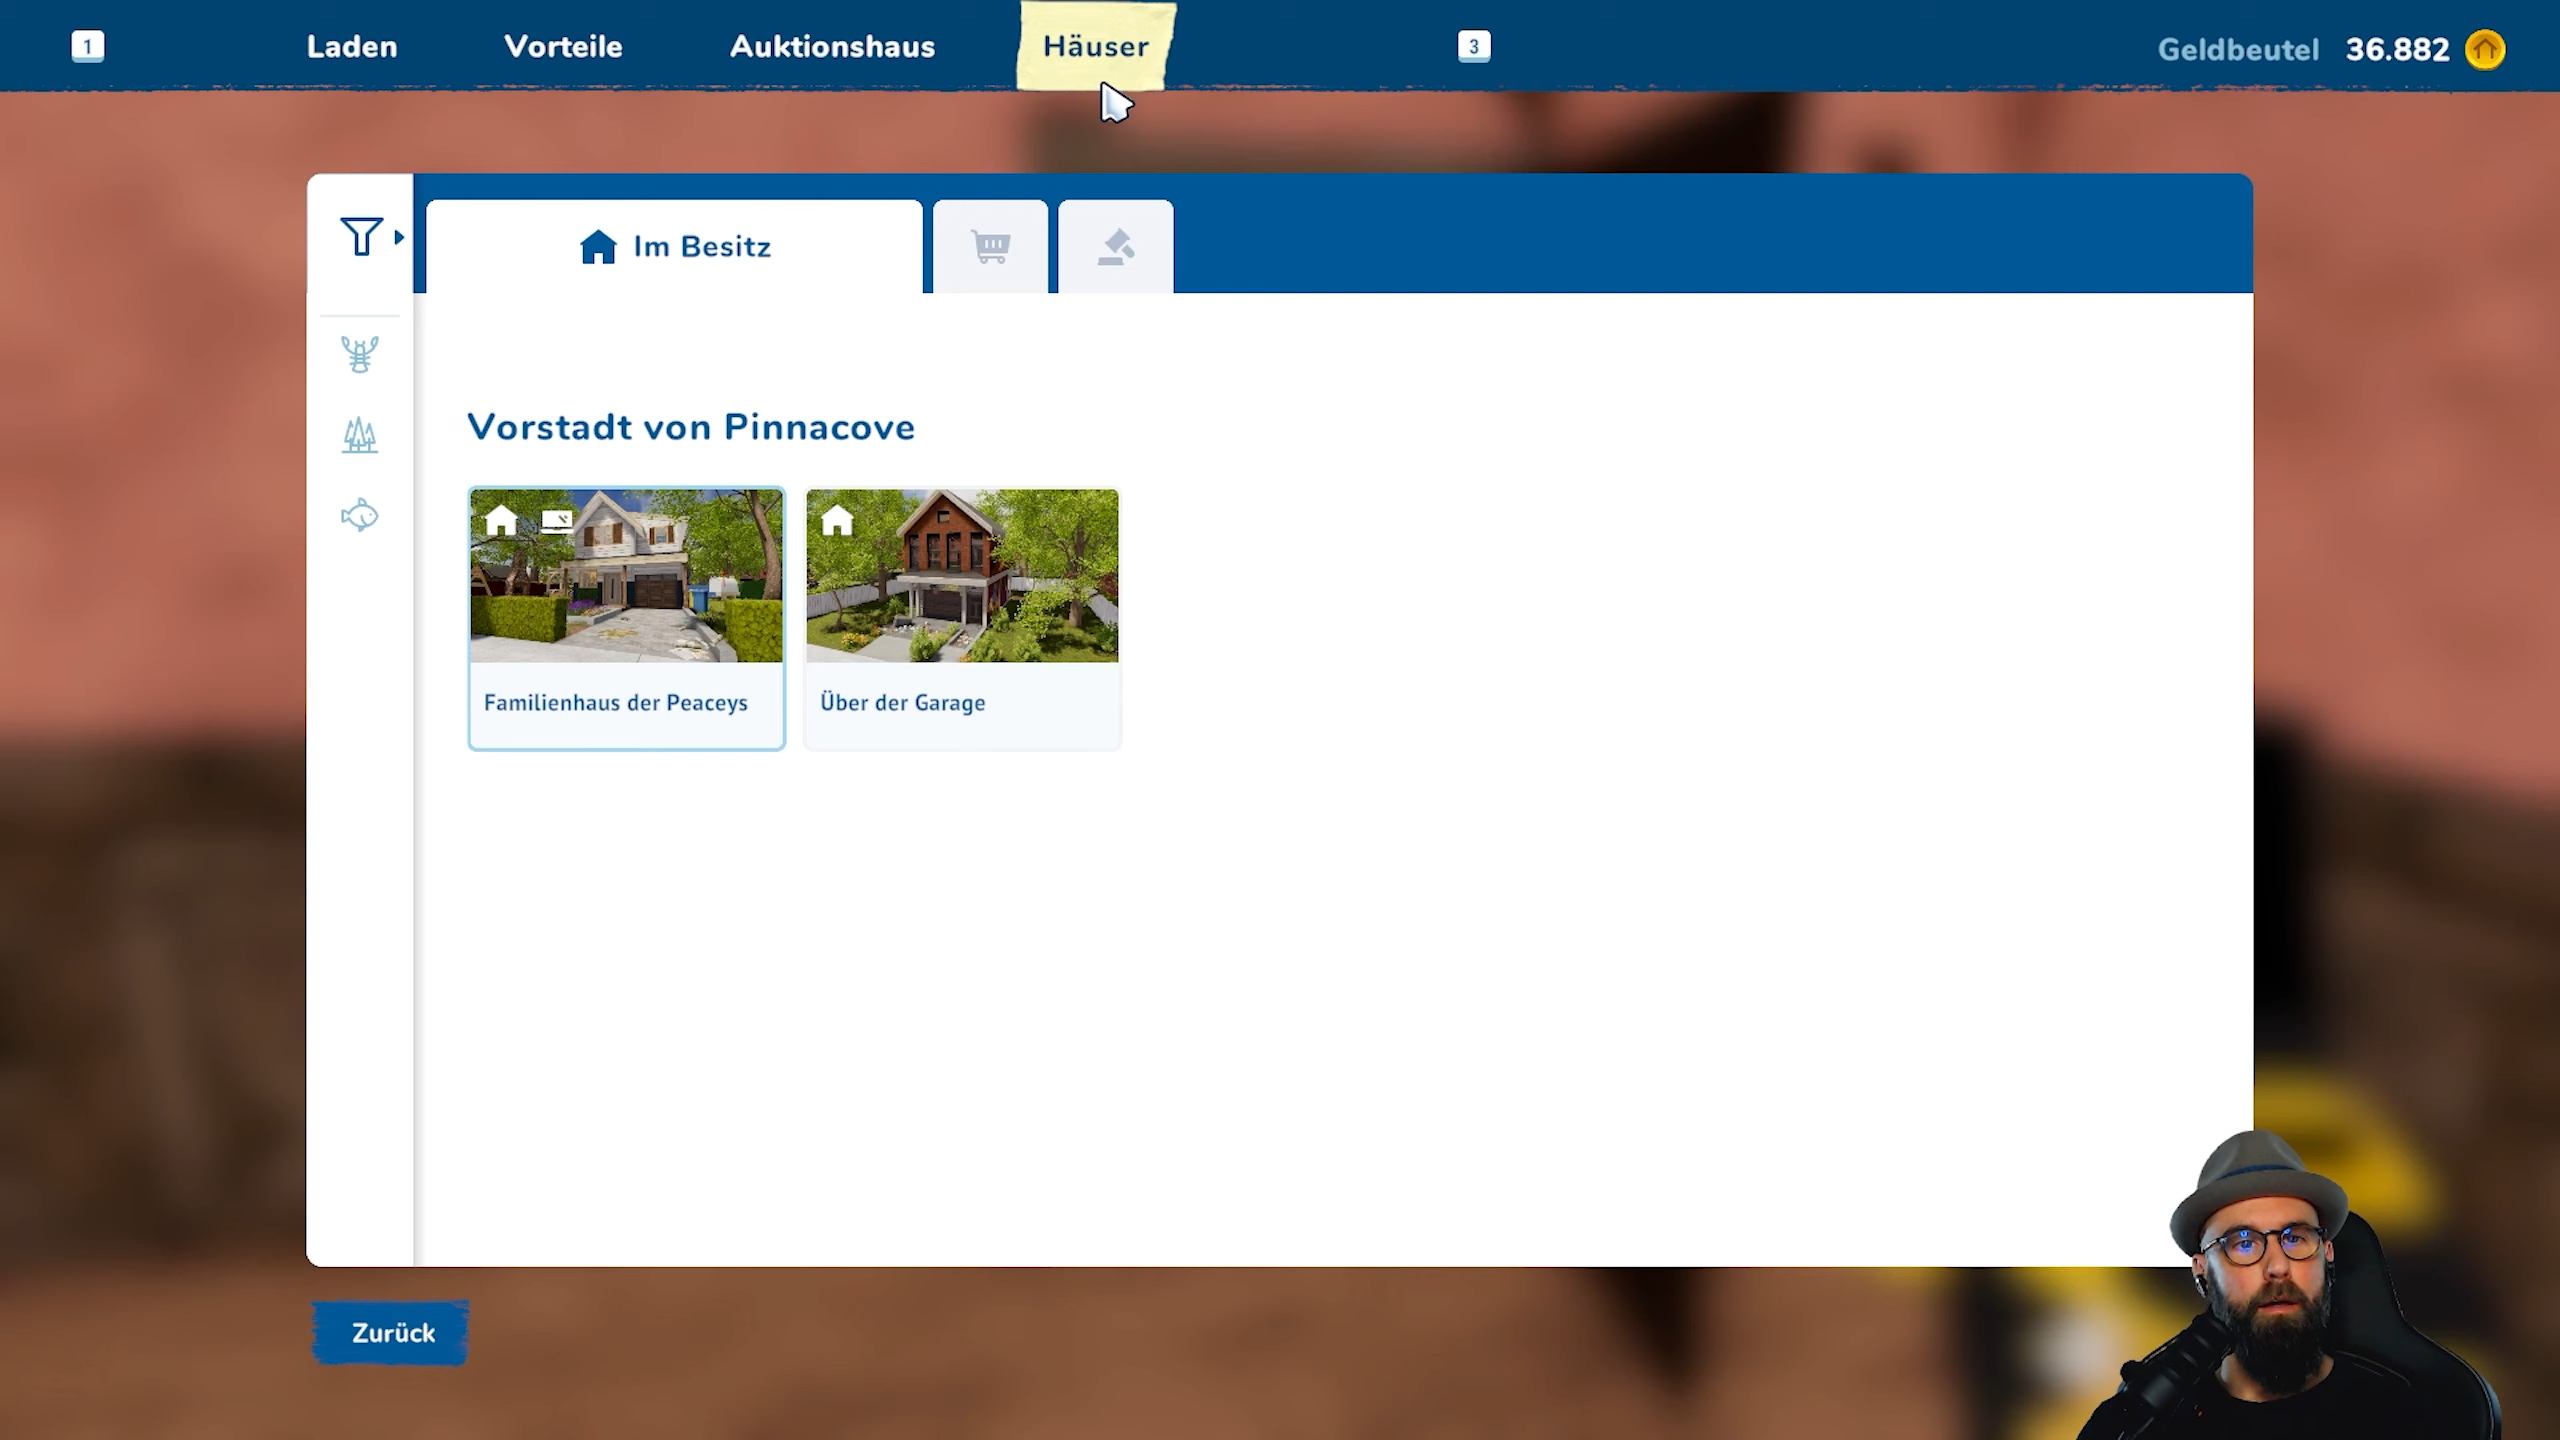 1
Laden
Vorteile
Auktionshaus
Häuser
3
Geldbeutel 36.882
Im Besitz
Vorstadt von Pinnacove
Familienhaus der Peaceys
Über der Garage
Zurück